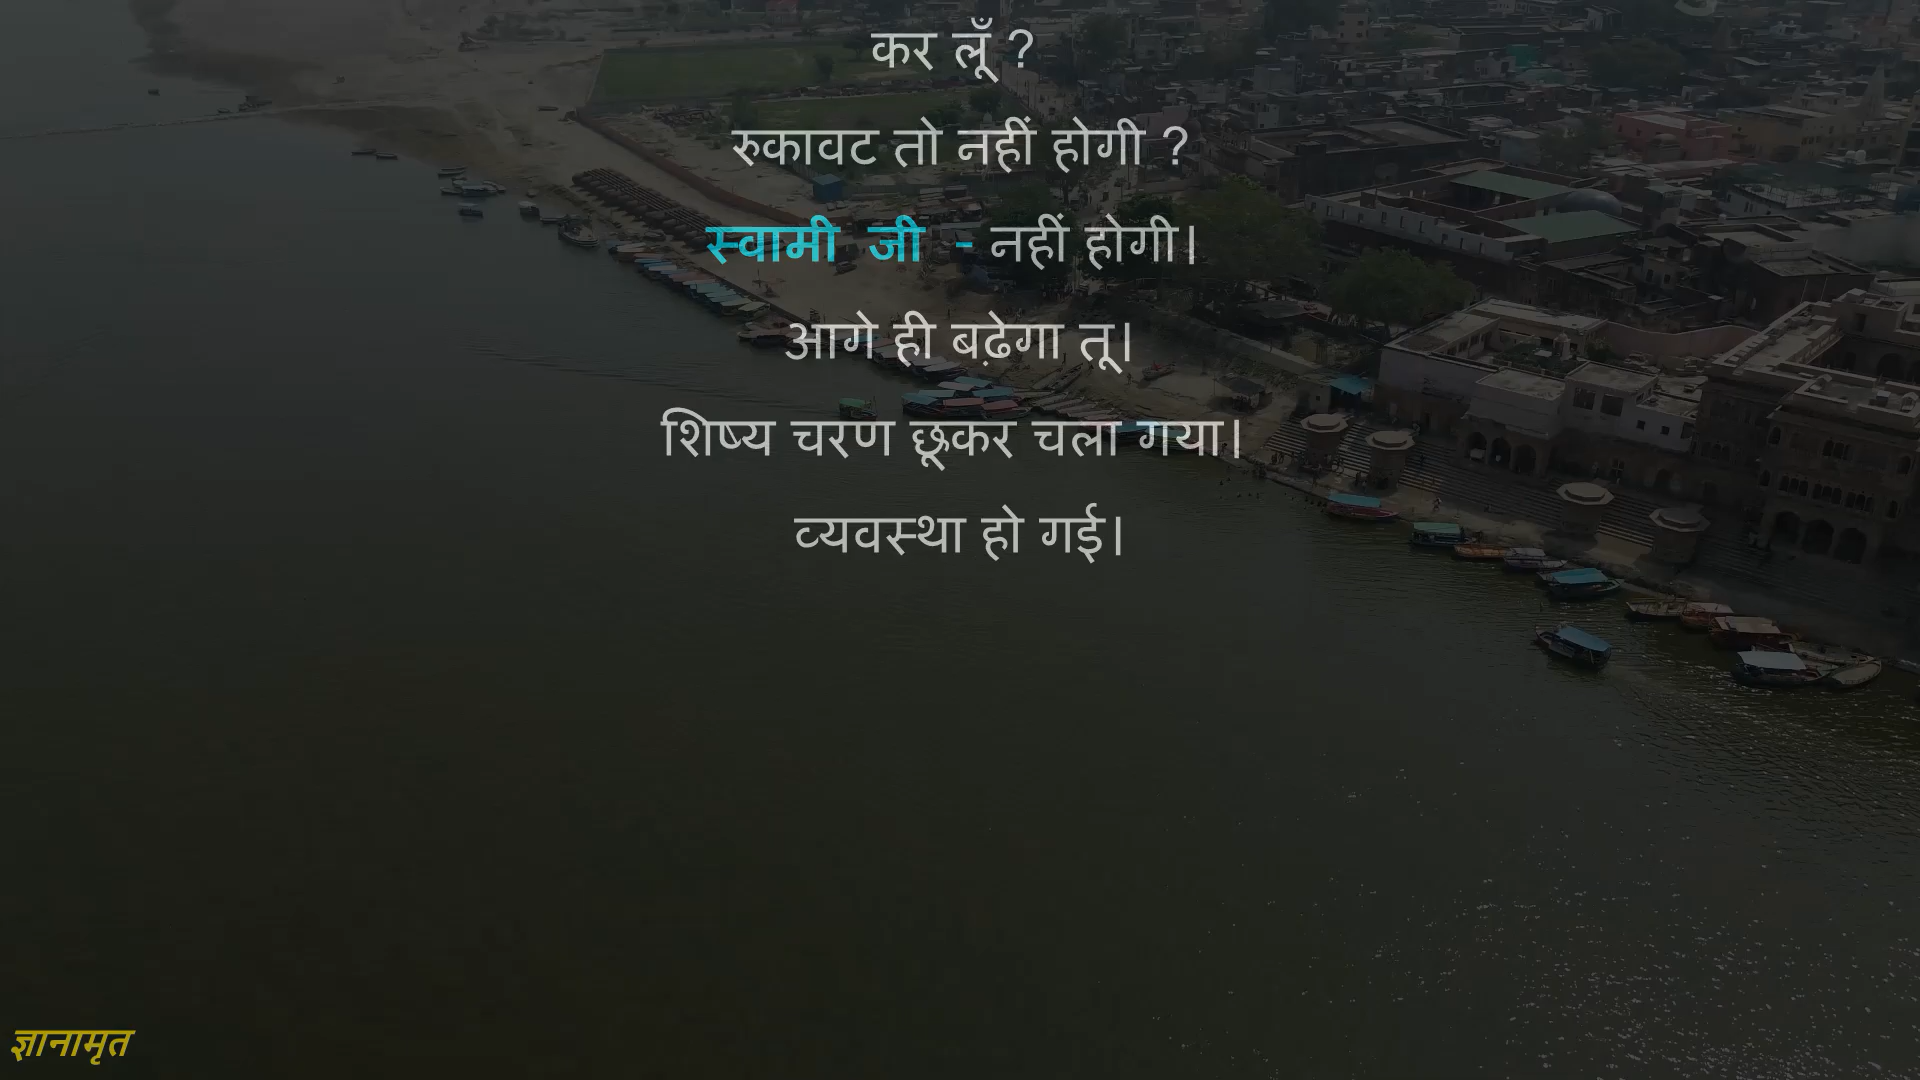 कर लूँ ?
रुकावट तो नहीं होगी ?
स्वामी जी - नहीं होगी।
आगे ही बढ़ेगा तू।
शिष्य चरण छूकर चला गया।
व्यवस्था हो गई।
ज्ञानामृत